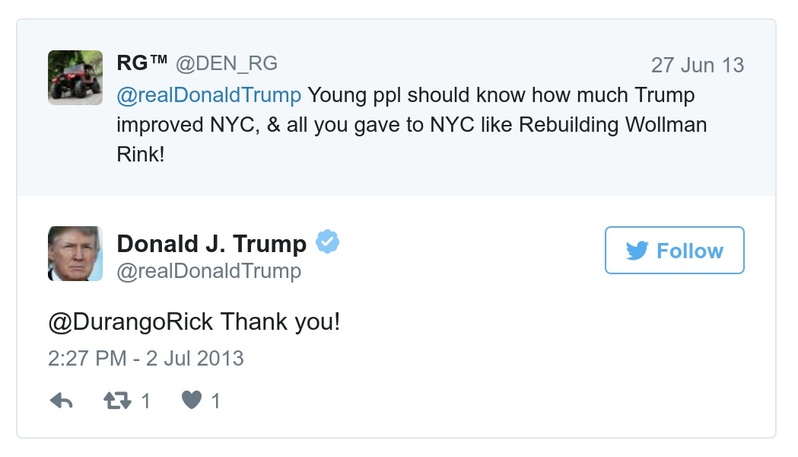 RG™ @DEN_RG 27 Jun 13
@realDonaldTrump Young ppl should know how much Trump
improved NYC, & all you gave to NYC like Rebuilding Wollman
Rink!
Donald J. Trump
@realDonaldTrump
Follow
@DurangoRick Thank you!
2:27 PM - 2 Jul 2013
1 1